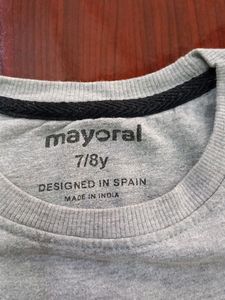 mayoral
7/8y
DESIGNED IN SPAIN
MADE IN INDIA